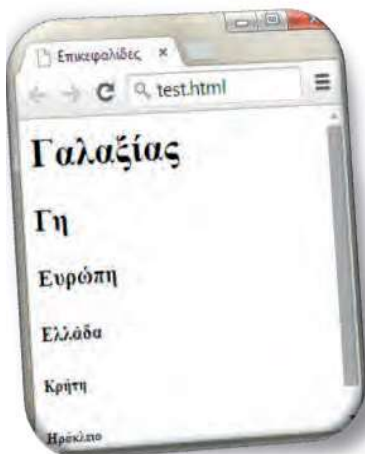 Επικεφαλίδες
test.html
Γαλαξίας
Γη
Ευρώπη
Ελλάδα
Κρήτη
Ηράκλειο